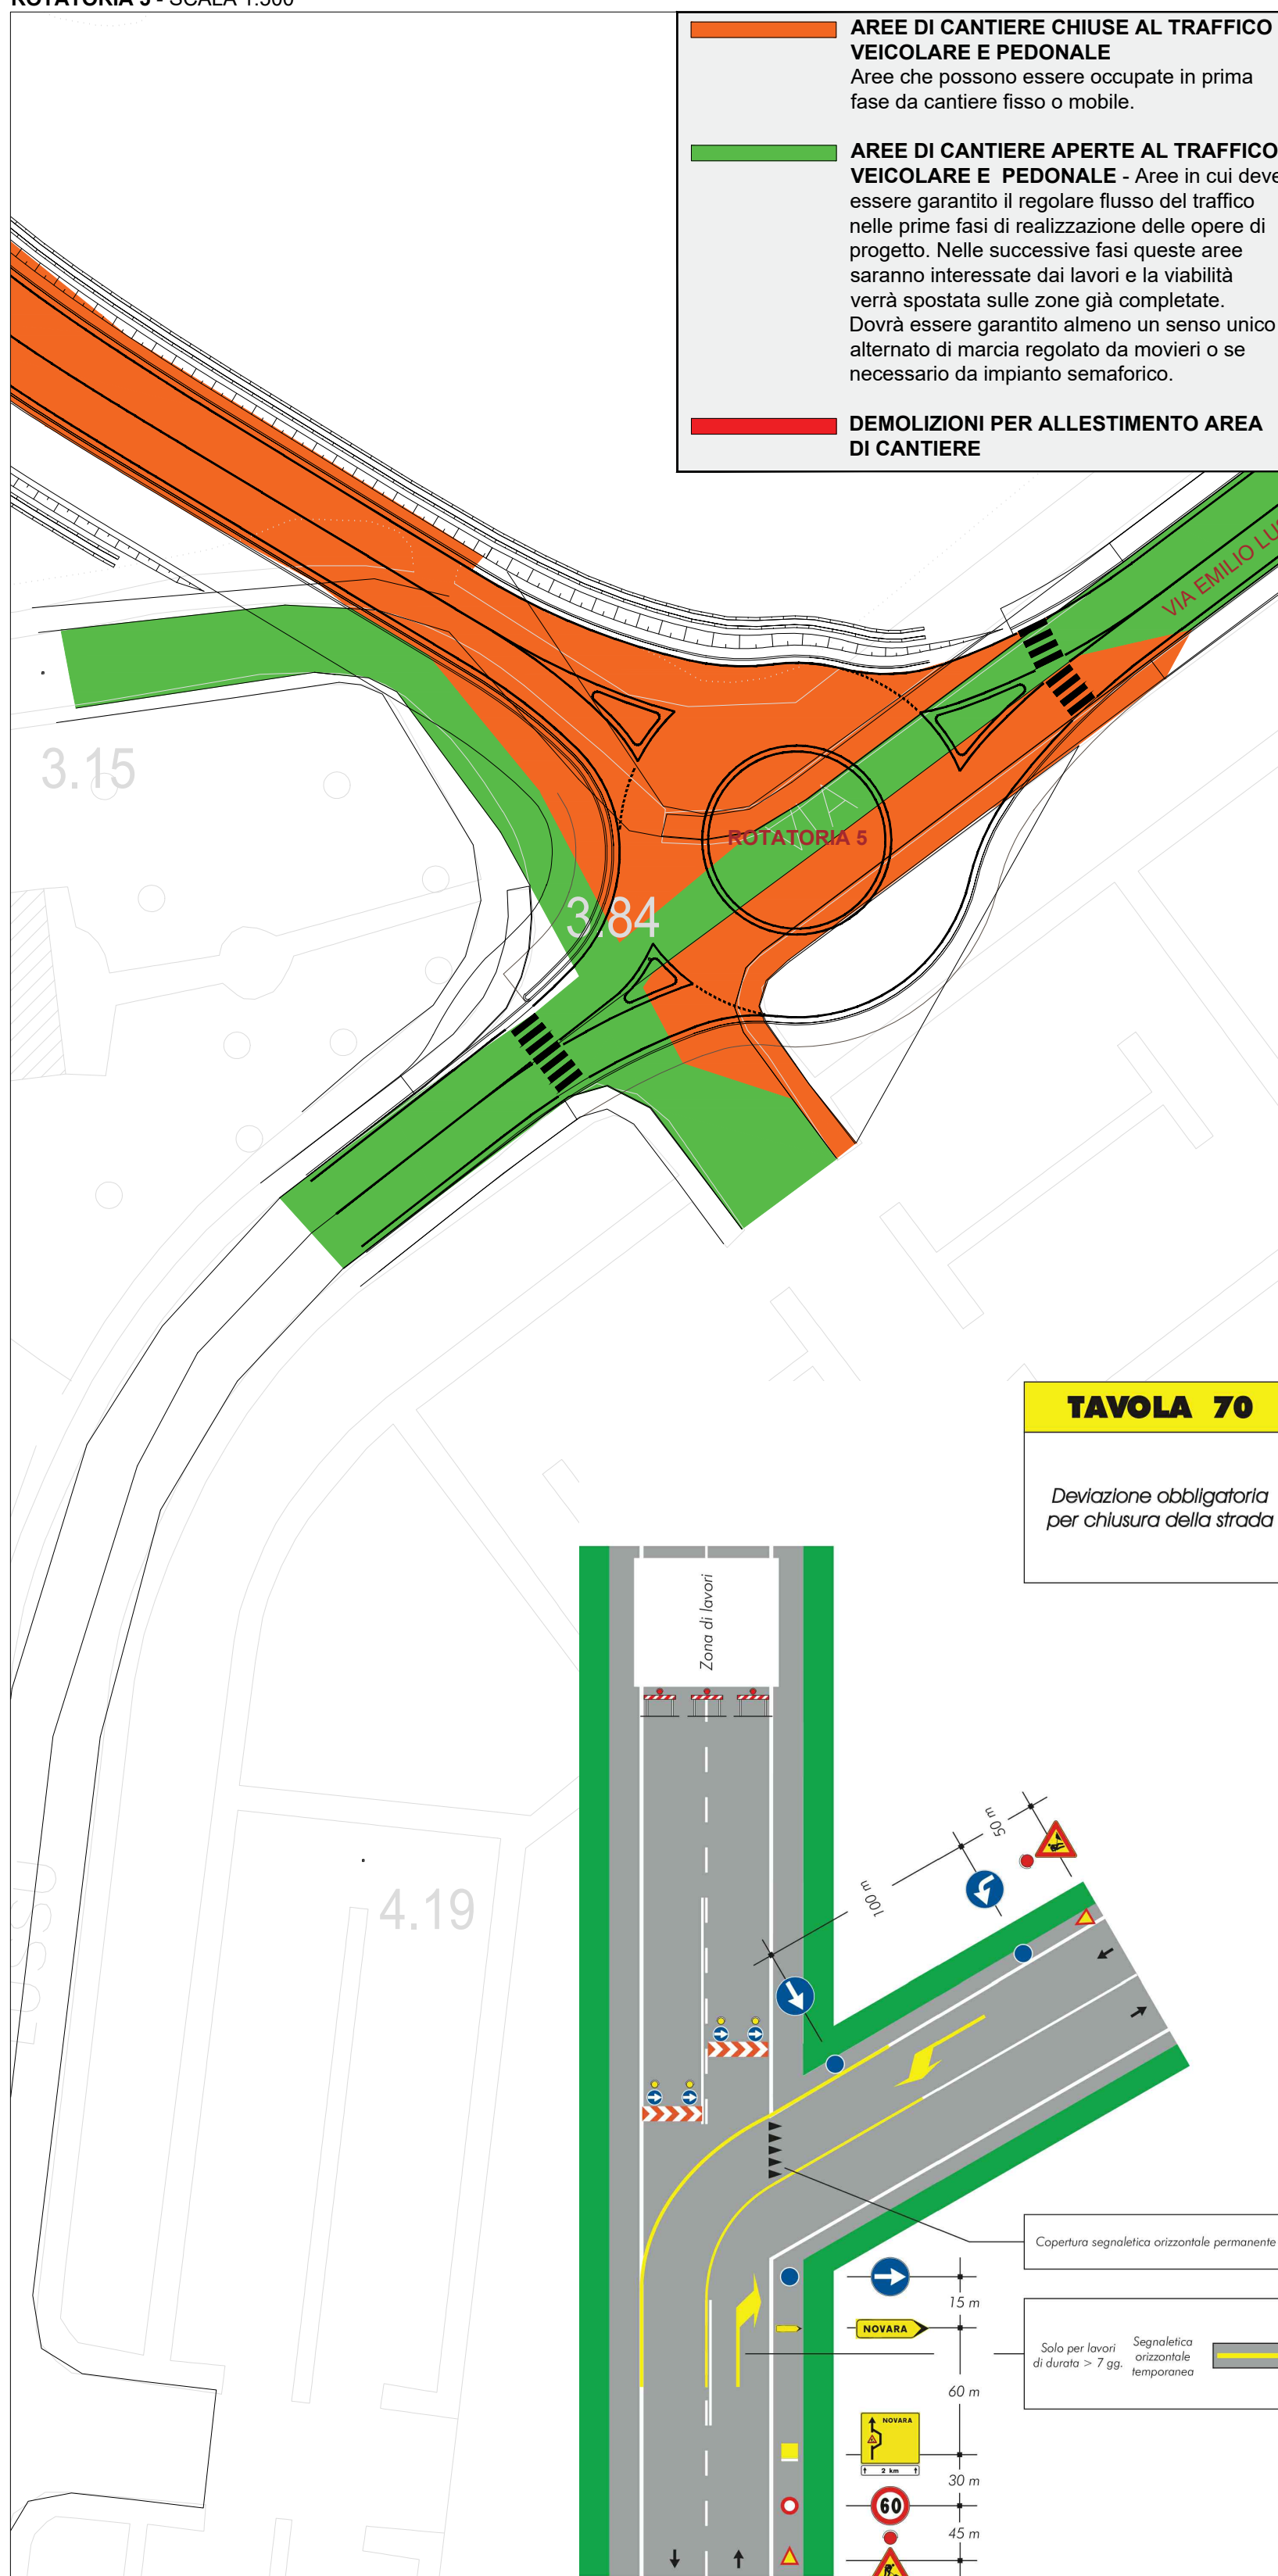 ROTATORIA 5 - SCALA 1:500
AREE DI CANTIERE CHIUSE AL TRAFFICO
VEICOLARE E PEDONALE
Aree che possono essere occupate in prima
fase da cantiere fisso o mobile.
AREE DI CANTIERE APERTE AL TRAFFICO
VEICOLARE E PEDONALE - Aree in cui deve
essere garantito il regolare flusso del traffico
nelle prime fasi di realizzazione delle opere di
progetto. Nelle successive fasi queste aree
saranno interessate dai lavori e la viabilità
verrà spostata sulle zone già completate.
Dovrà essere garantito almeno un senso unico
alternato di marcia regolato da movieri o se
necessario da impianto semaforico.
DEMOLIZIONI PER ALLESTIMENTO AREA
DI CANTIERE
VIA EMILIO
3.15
VIA
ROTATORIA 5
3.84
TAVOLA 70
Deviazione obbligatoria
per chiusura della strada
Zona di lavori
50 m
100 m
4.19
Copertura segnaletica orizzontale permanente
15 m
NOVARA
Solo per lavori
di durata > 7 gg.
Segnaletica
orizzontale
temporanea
60 m
NOVARA
2 km
30 m
60
45 m